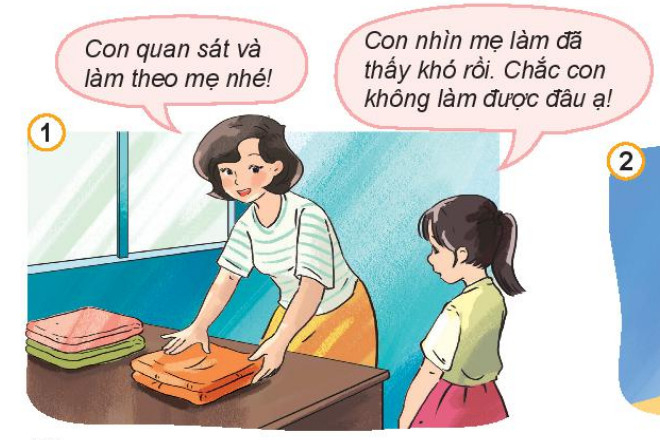 Con quan sát và
làm theo mẹ nhé!
Con nhìn mẹ làm đã
thấy khó rồi. Chắc con
không làm được đâu ạ!
1
2